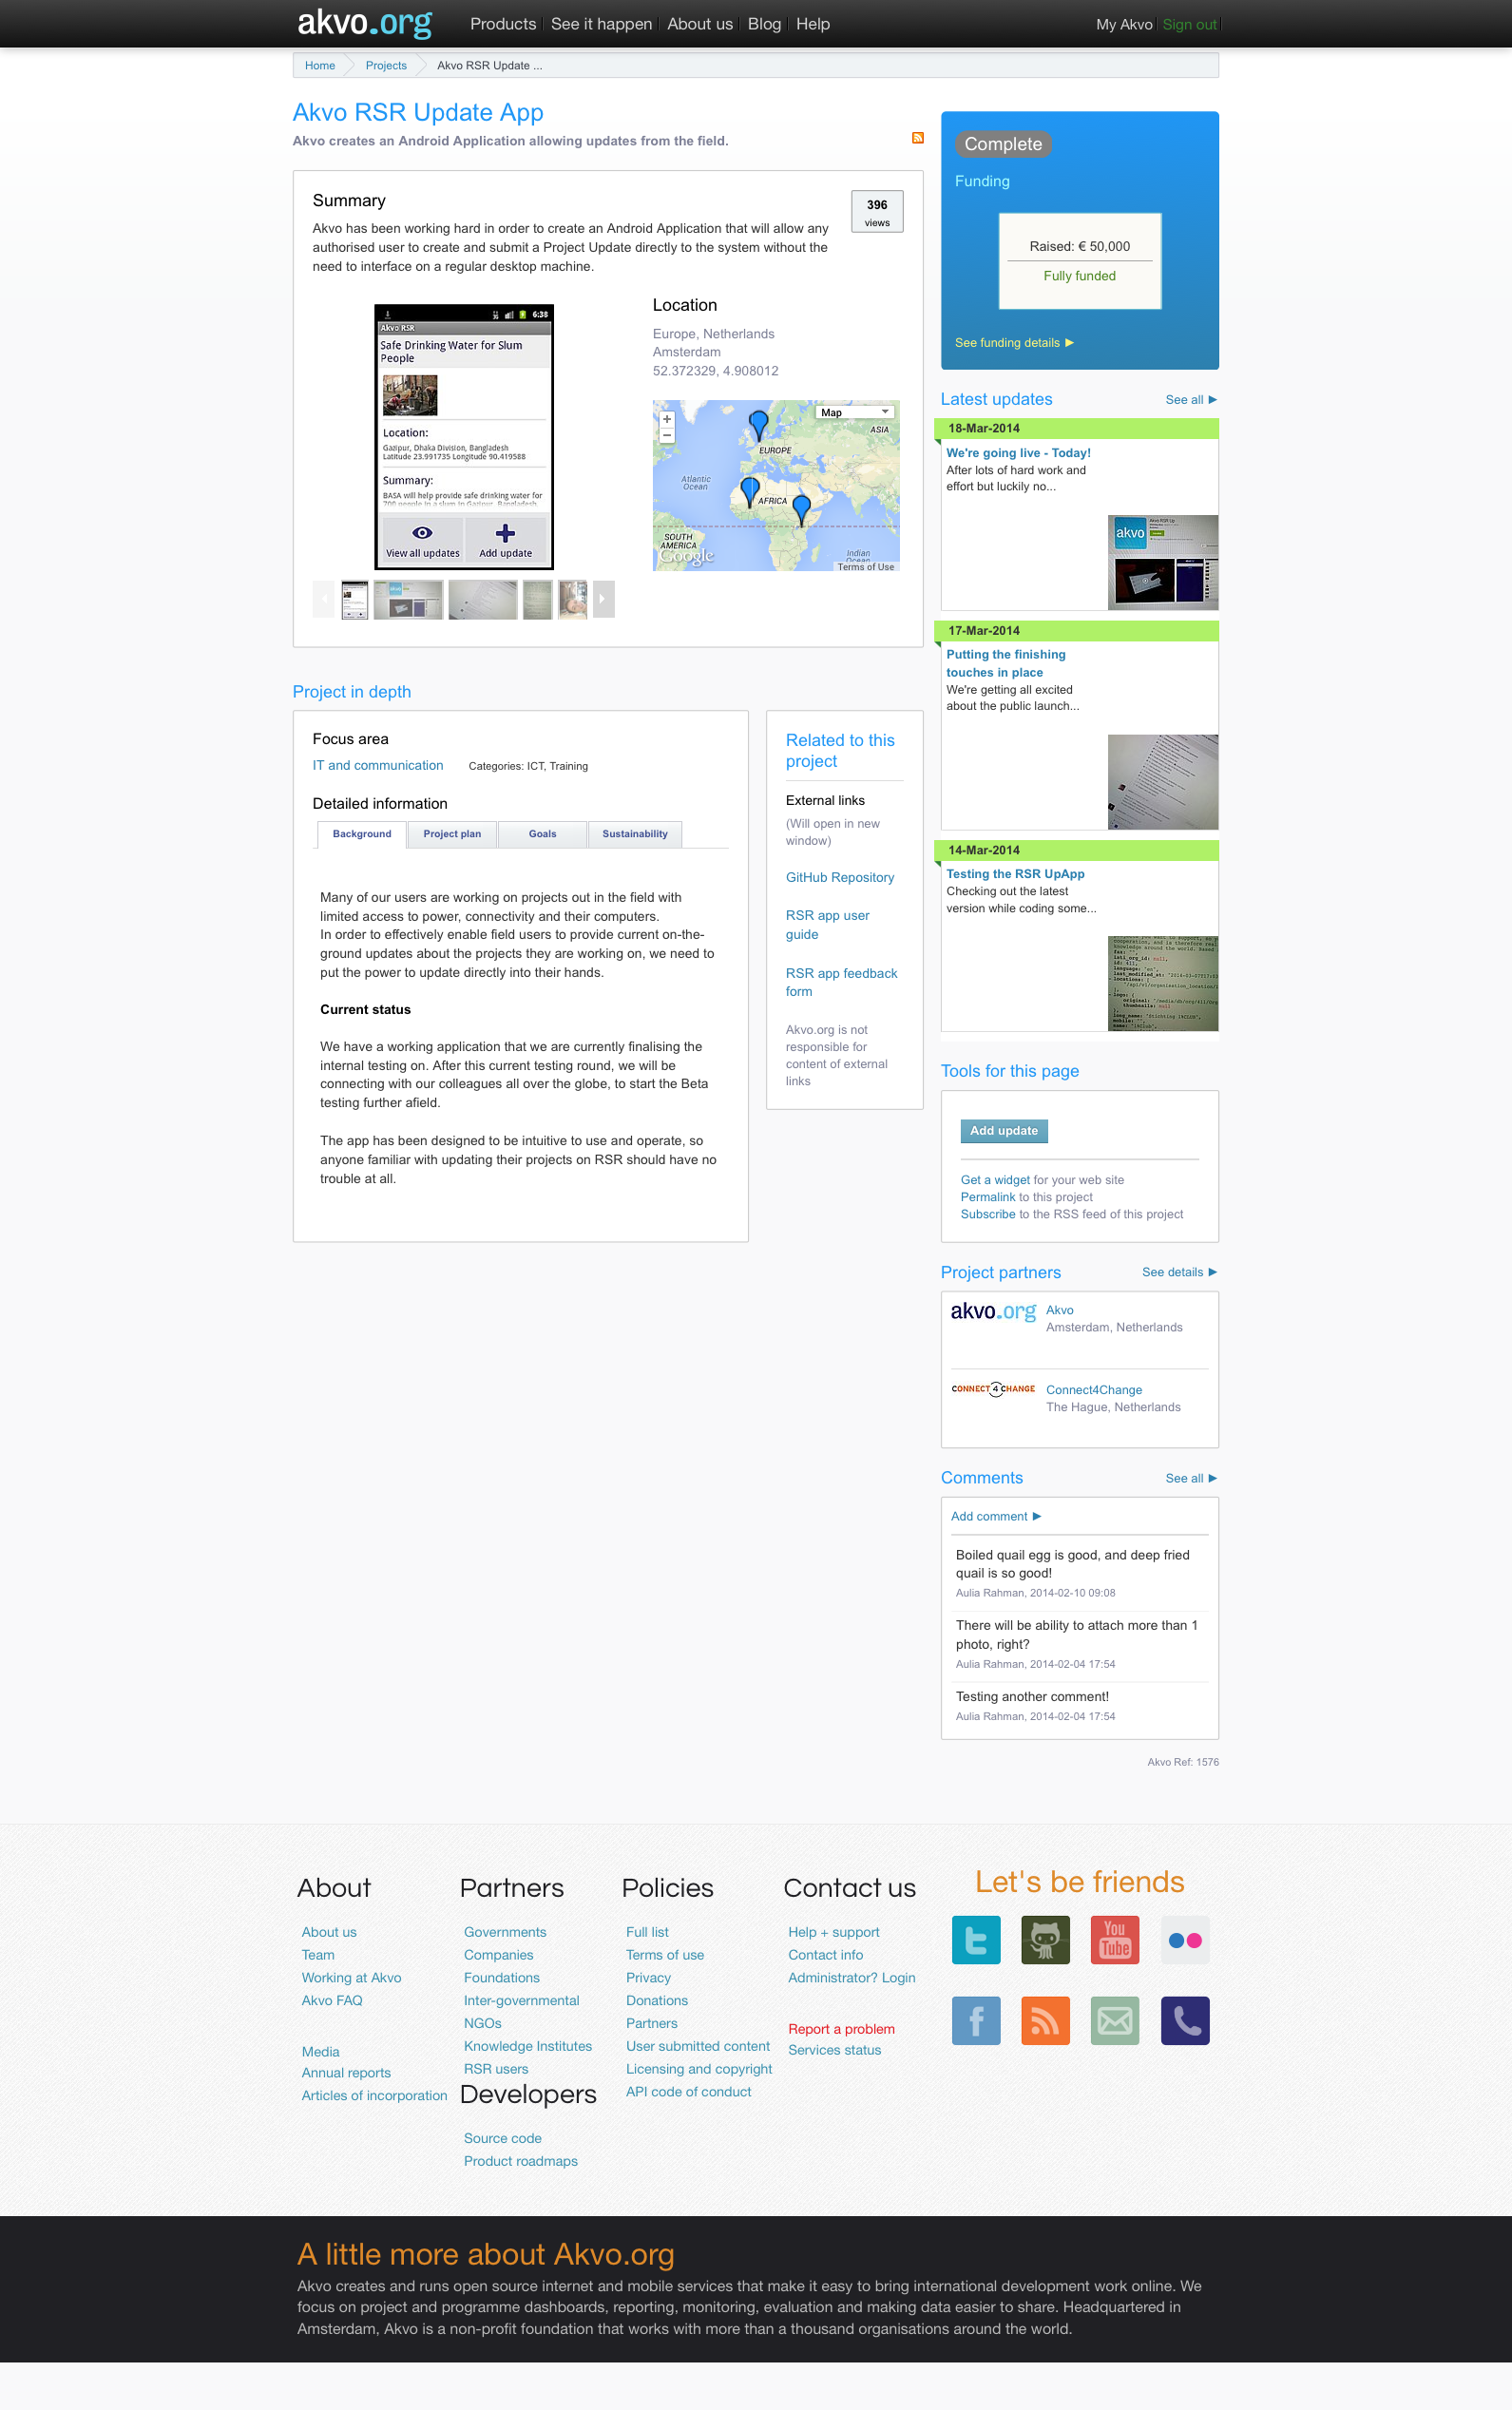 akvo.org
Products
See it happen
About us
Blog
Help
My Akvo
Sign out
Home
Projects
Akvo RSR Update ...
Akvo RSR Update App
Akvo creates an Android Application allowing updates from the field.
Summary
396
views
Akvo has been working hard in order to create an Android Application that will allow any
authorised user to create and submit a Project Update directly to the system without the
need to interface on a regular desktop machine.
6:38
Akvo RSR
Safe Drinking Water for Slum
People
Location:
Gazipur, Dhaka Division, Bangladesh
Latitude 23.991735 Longitude 90.419588
Summary:
BASA will help provide safe drinking water for
700 people in a slum in Gazipur, Bangladesh
View all updates
Add update
Location
Europe, Netherlands
Amsterdam
52.372329, 4.908012
Map
ASIA
EUROPE
Atlantic
Ocean
AFRICA
SOUTH
AMERICA
Google
Indian
Ocean
Terms of Use
Project in depth
Focus area
IT and communication
Categories: ICT, Training
Detailed information
Background
Project plan
Goals
Sustainability
Many of our users are working on projects out in the field with
limited access to power, connectivity and their computers.
In order to effectively enable field users to provide current on-the-
ground updates about the projects they are working on, we need to
put the power to update directly into their hands.
Current status
We have a working application that we are currently finalising the
internal testing on. After this current testing round, we will be
connecting with our colleagues all over the globe, to start the Beta
testing further afield.
The app has been designed to be intuitive to use and operate, so
anyone familiar with updating their projects on RSR should have no
trouble at all.
Related to this
project
External links
(Will open in new
window)
GitHub Repository
RSR app user
guide
RSR app feedback
form
Akvo.org is not
responsible for
content of external
links
Complete
Funding
Raised: € 50,000
Fully funded
See funding details
Latest updates
See all
18-Mar-2014
We're going live - Today!
After lots of hard work and
effort but luckily no...
akvo
17-Mar-2014
Putting the finishing
touches in place
We're getting all excited
about the public launch...
14-Mar-2014
Testing the RSR UpApp
Checking out the latest
version while coding some...
Tools for this page
Add update
Get a widget for your web site
Permalink to this project
Subscribe to the RSS feed of this project
Project partners
See details
akvo.org
Akvo
Amsterdam, Netherlands
CONNECT 4 CHANGE
Connect4Change
The Hague, Netherlands
Comments
See all
Add comment
Boiled quail egg is good, and deep fried
quail is so good!
Aulia Rahman, 2014-02-10 09:08
There will be ability to attach more than 1
photo, right?
Aulia Rahman, 2014-02-04 17:54
Testing another comment!
Aulia Rahman, 2014-02-04 17:54
Akvo Ref: 1576
About
About us
Team
Working at Akvo
Akvo FAQ
Media
Annual reports
Articles of incorporation
Partners
Governments
Companies
Foundations
Inter-governmental
NGOs
Knowledge Institutes
RSR users
Developers
Source code
Product roadmaps
Policies
Full list
Terms of use
Privacy
Donations
Partners
User submitted content
Licensing and copyright
API code of conduct
Contact us
Help + support
Contact info
Administrator? Login
Report a problem
Services status
Let's be friends
You
Tube
A little more about Akvo.org
Akvo creates and runs open source internet and mobile services that make it easy to bring international development work online. We
focus on project and programme dashboards, reporting, monitoring, evaluation and making data easier to share. Headquartered in
Amsterdam, Akvo is a non-profit foundation that works with more than a thousand organisations around the world.